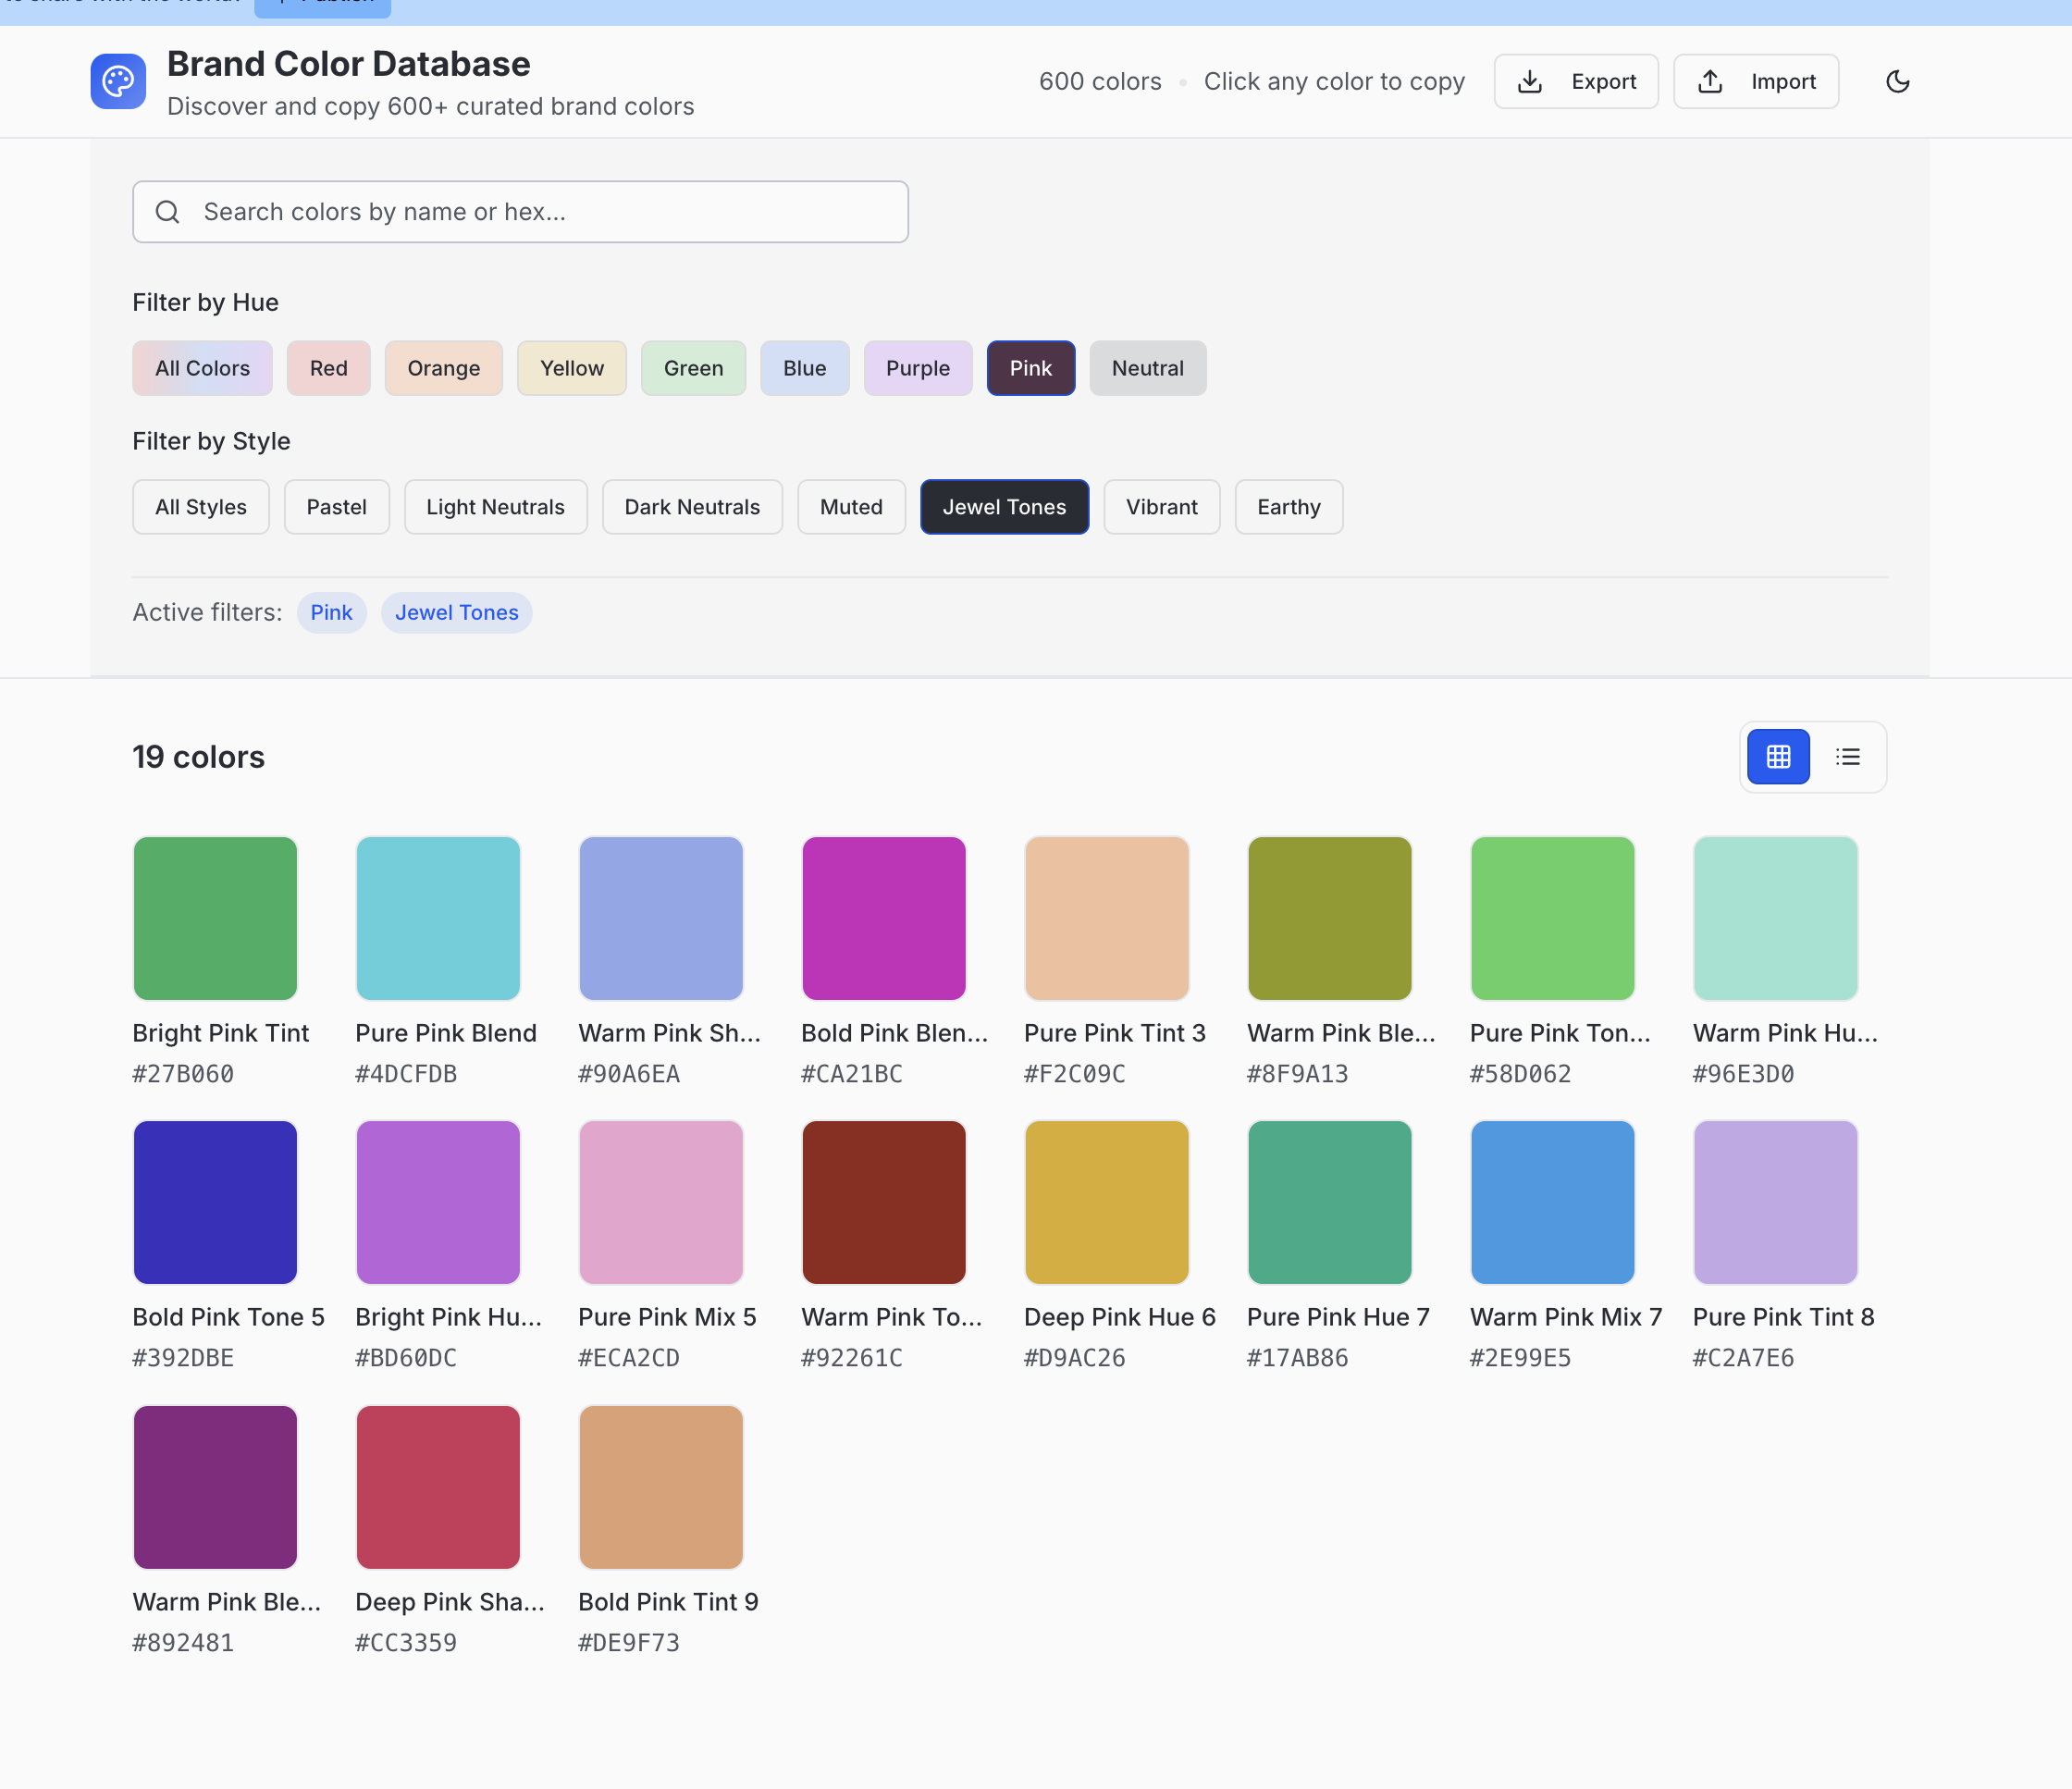 Publish
Brand Color Database
Discover and copy 600+ curated brand colors
600 colors • Click any color to copy
Export
Import
Search colors by name or hex...
Filter by Hue
All Colors Red Orange Yellow Green Blue Purple Pink Neutral
Filter by Style
All Styles Pastel Light Neutrals Dark Neutrals Muted Jewel Tones Vibrant Earthy
Active filters: Pink Jewel Tones
19 colors
Bright Pink Tint Pure Pink Blend Warm Pink Sh... Bold Pink Blen... Pure Pink Tint 3 Warm Pink Ble... Pure Pink Ton... Warm Pink Hu...
#27B060 #4DCFDB #90A6EA #CA21BC #F2C09C #8F9A13 #58D062 #96E3D0
Bold Pink Tone 5 Bright Pink Hu... Pure Pink Mix 5 Warm Pink To... Deep Pink Hue 6 Pure Pink Hue 7 Warm Pink Mix 7 Pure Pink Tint 8
#392DBE #BD60DC #ECA2CD #92261C #D9AC26 #17AB86 #2E99E5 #C2A7E6
Warm Pink Ble... Deep Pink Sha... Bold Pink Tint 9
#892481 #CC3359 #DE9F73